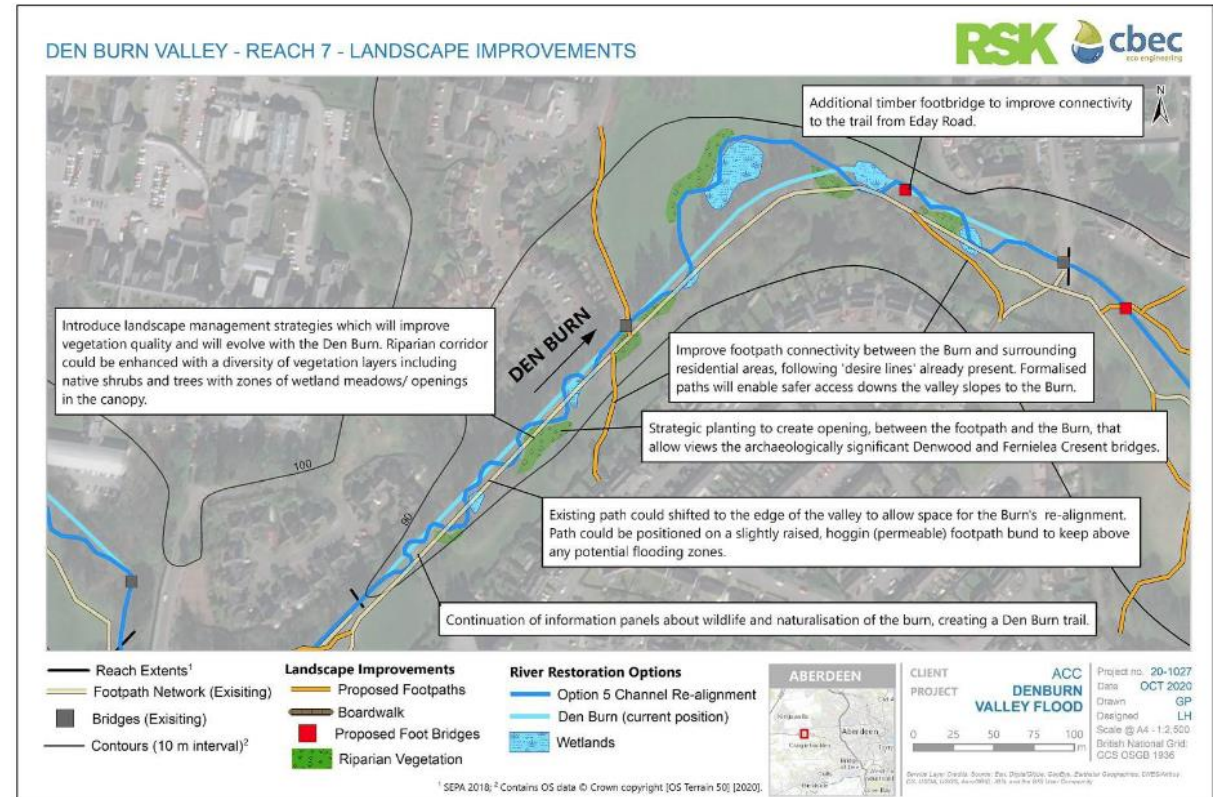 DEN BURN VALLEY - REACH 7 - LANDSCAPE IMPROVEMENTS
RSK
cbec
eco engineering
Additional timber footbridge to improve connectivity
to the trail from Eday Road.
N
Introduce landscape management strategies which will improve
vegetation quality and will evolve with the Den Burn. Riparian corridor
could be enhanced with a diversity of vegetation layers including
native shrubs and trees with zones of wetland meadows/ openings
in the canopy.
DEN BURN
Improve footpath connectivity between the Burn and surrounding
residential areas, following 'desire lines' already present. Formalised
paths will enable safer access downs the valley slopes to the Burn.
Strategic planting to create opening, between the footpath and the Burn, that
allow views the archaeologically significant Denwood and Fernielea Cresent bridges.
100
90
Existing path could shifted to the edge of the valley to allow space for the Burn's re-alignment.
Path could be positioned on a slightly raised, hoggin (permeable) footpath bund to keep above
any potential flooding zones.
Continuation of information panels about wildlife and naturalisation of the burn, creating a Den Burn trail.
Reach Extents¹
Footpath Network (Exisiting)
Bridges (Exisiting)
Contours (10 m interval)²
Landscape Improvements
Proposed Footpaths
Boardwalk
Proposed Foot Bridges
Riparian Vegetation
River Restoration Options
Option 5 Channel Re-alignment
Den Burn (current position)
Wetlands
ABERDEEN
Aberdeen
CLIENT ACC
PROJECT DENBURN
VALLEY FLOOD
0 25 50 75 100
m
Project no. 20-1027
Date OCT 2020
Drawn GP
Designed LH
Scale @ A4 - 1:2,500
British National Grid:
GCS OSGB 1936
¹ SEPA 2018; ² Contains OS data © Crown copyright [OS Terrain 50] [2020].